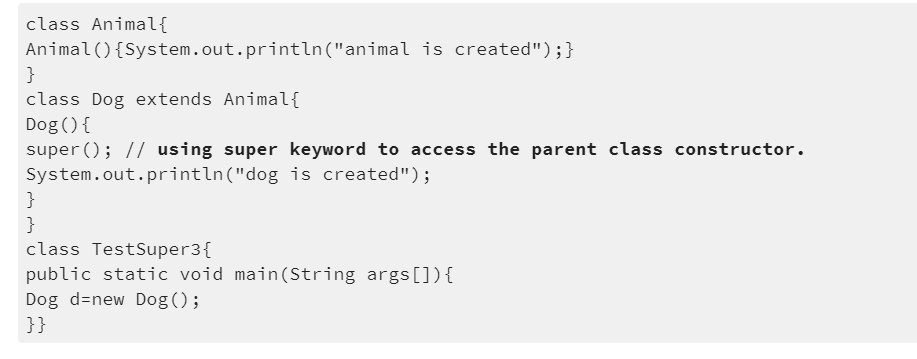 class Animal{
Animal(){System.out.println("animal is created");}
}
class Dog extends Animal{
Dog(){
super(); // using super keyword to access the parent class constructor.
System.out.println("dog is created");
}
}
class TestSuper3{
public static void main(String args[]){
Dog d=new Dog();
}}